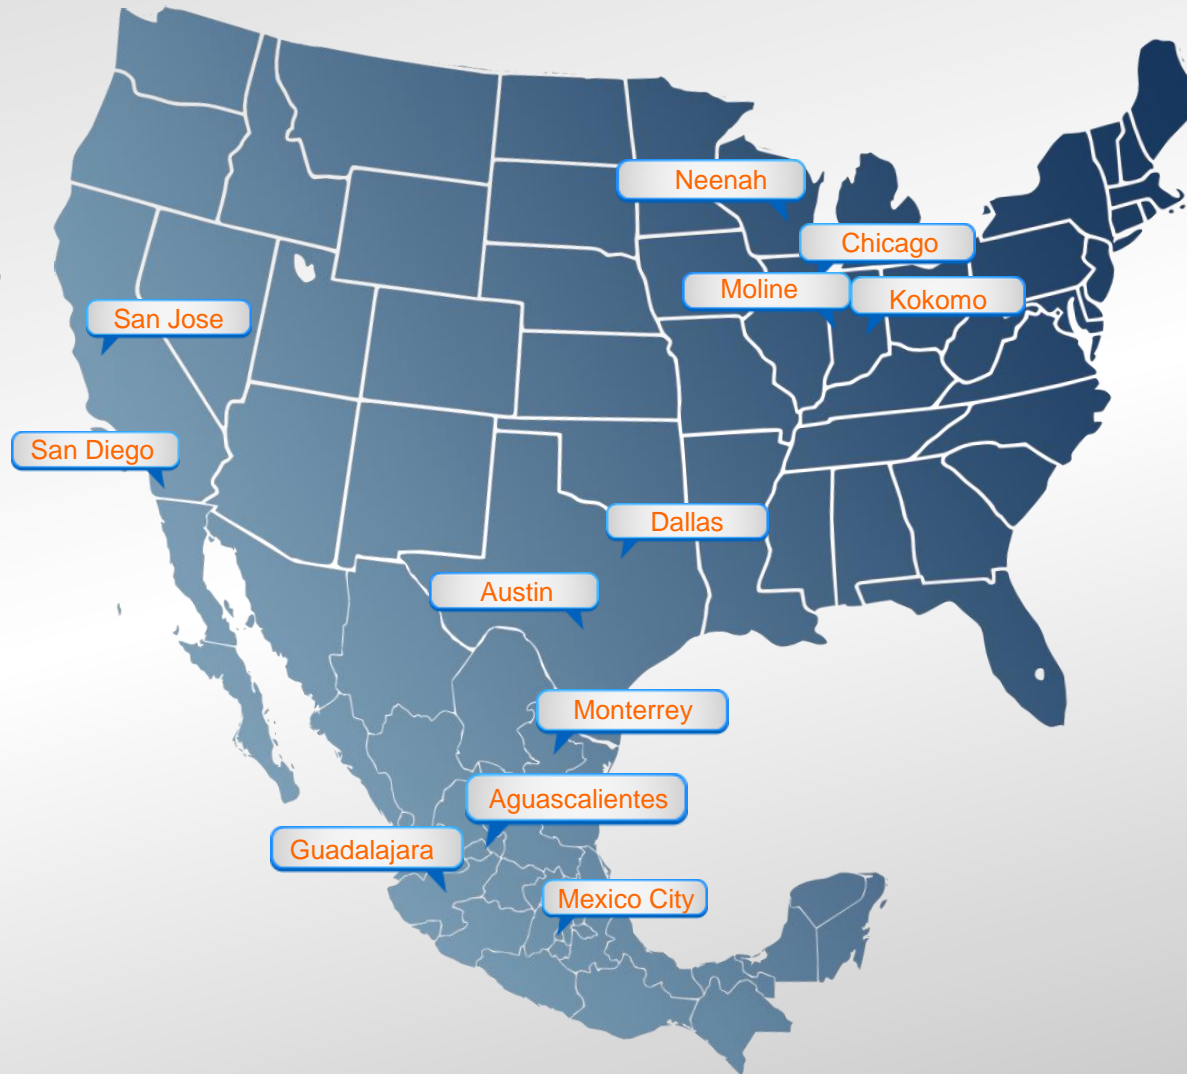 Neenah
Chicago
Moline
Kokomo
San Jose
San Diego
Dallas
Austin
Monterrey
Aguascalientes
Guadalajara
Mexico City